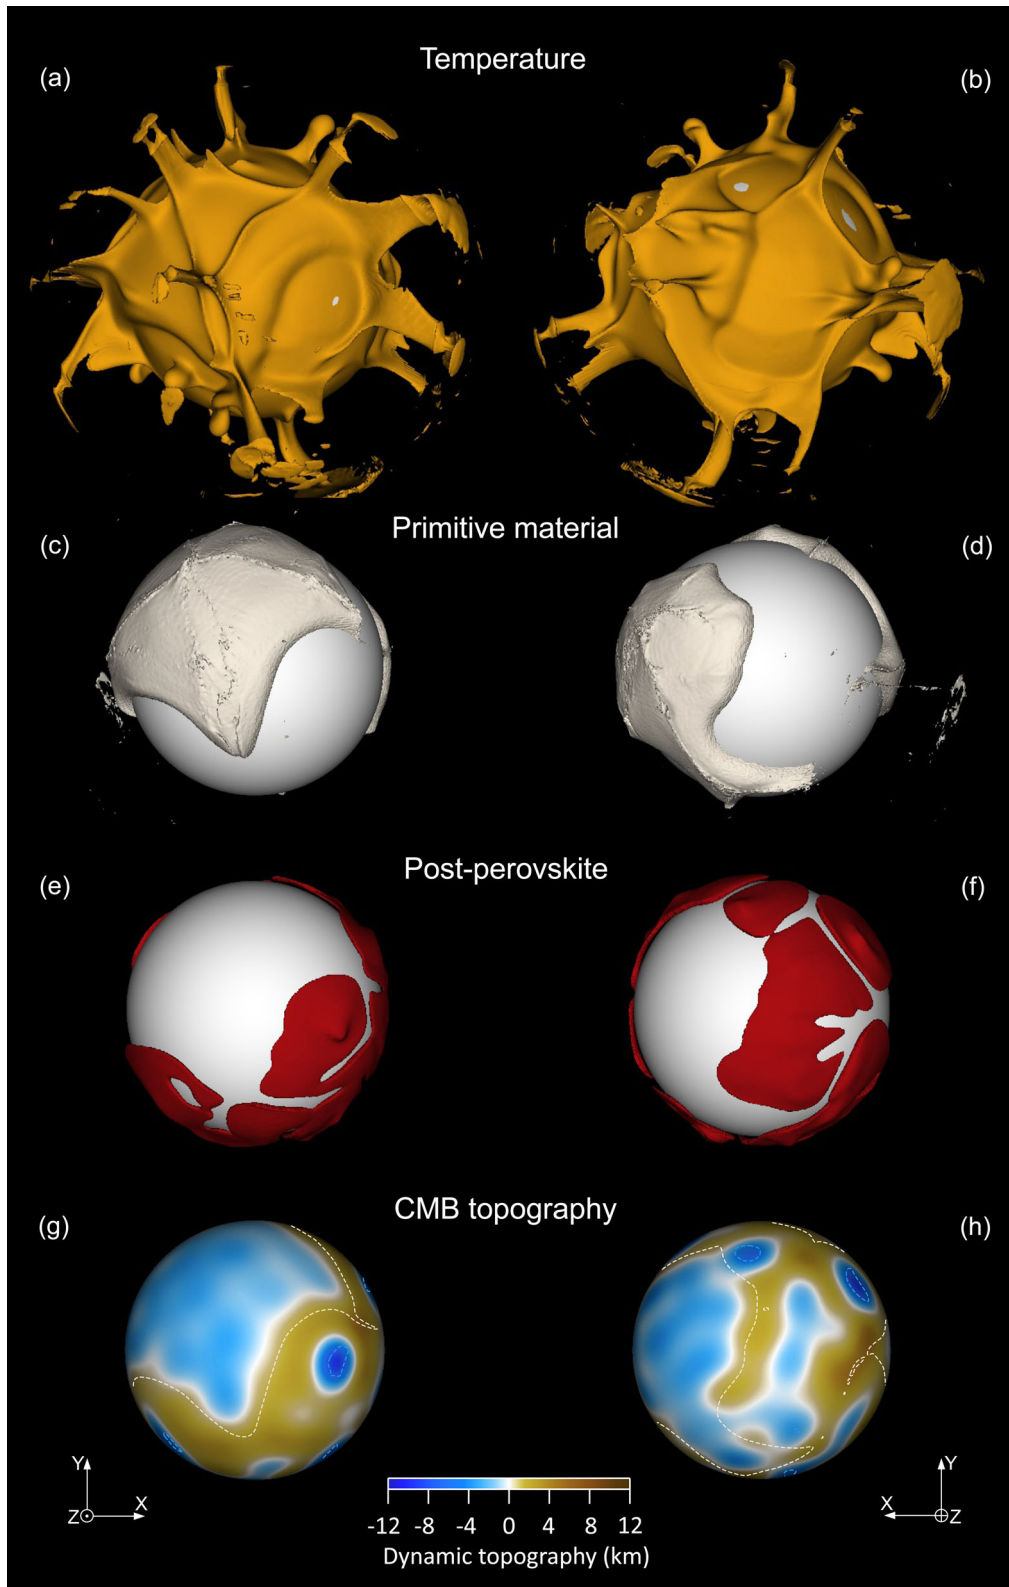 Temperature
(a)
(b)
Primitive material
(c)
(d)
Post-perovskite
(e)
(f)
CMB topography
(g)
(h)
Y
Z
X
Y
X
Z
-12 -8 -4 0 4 8 12
Dynamic topography (km)